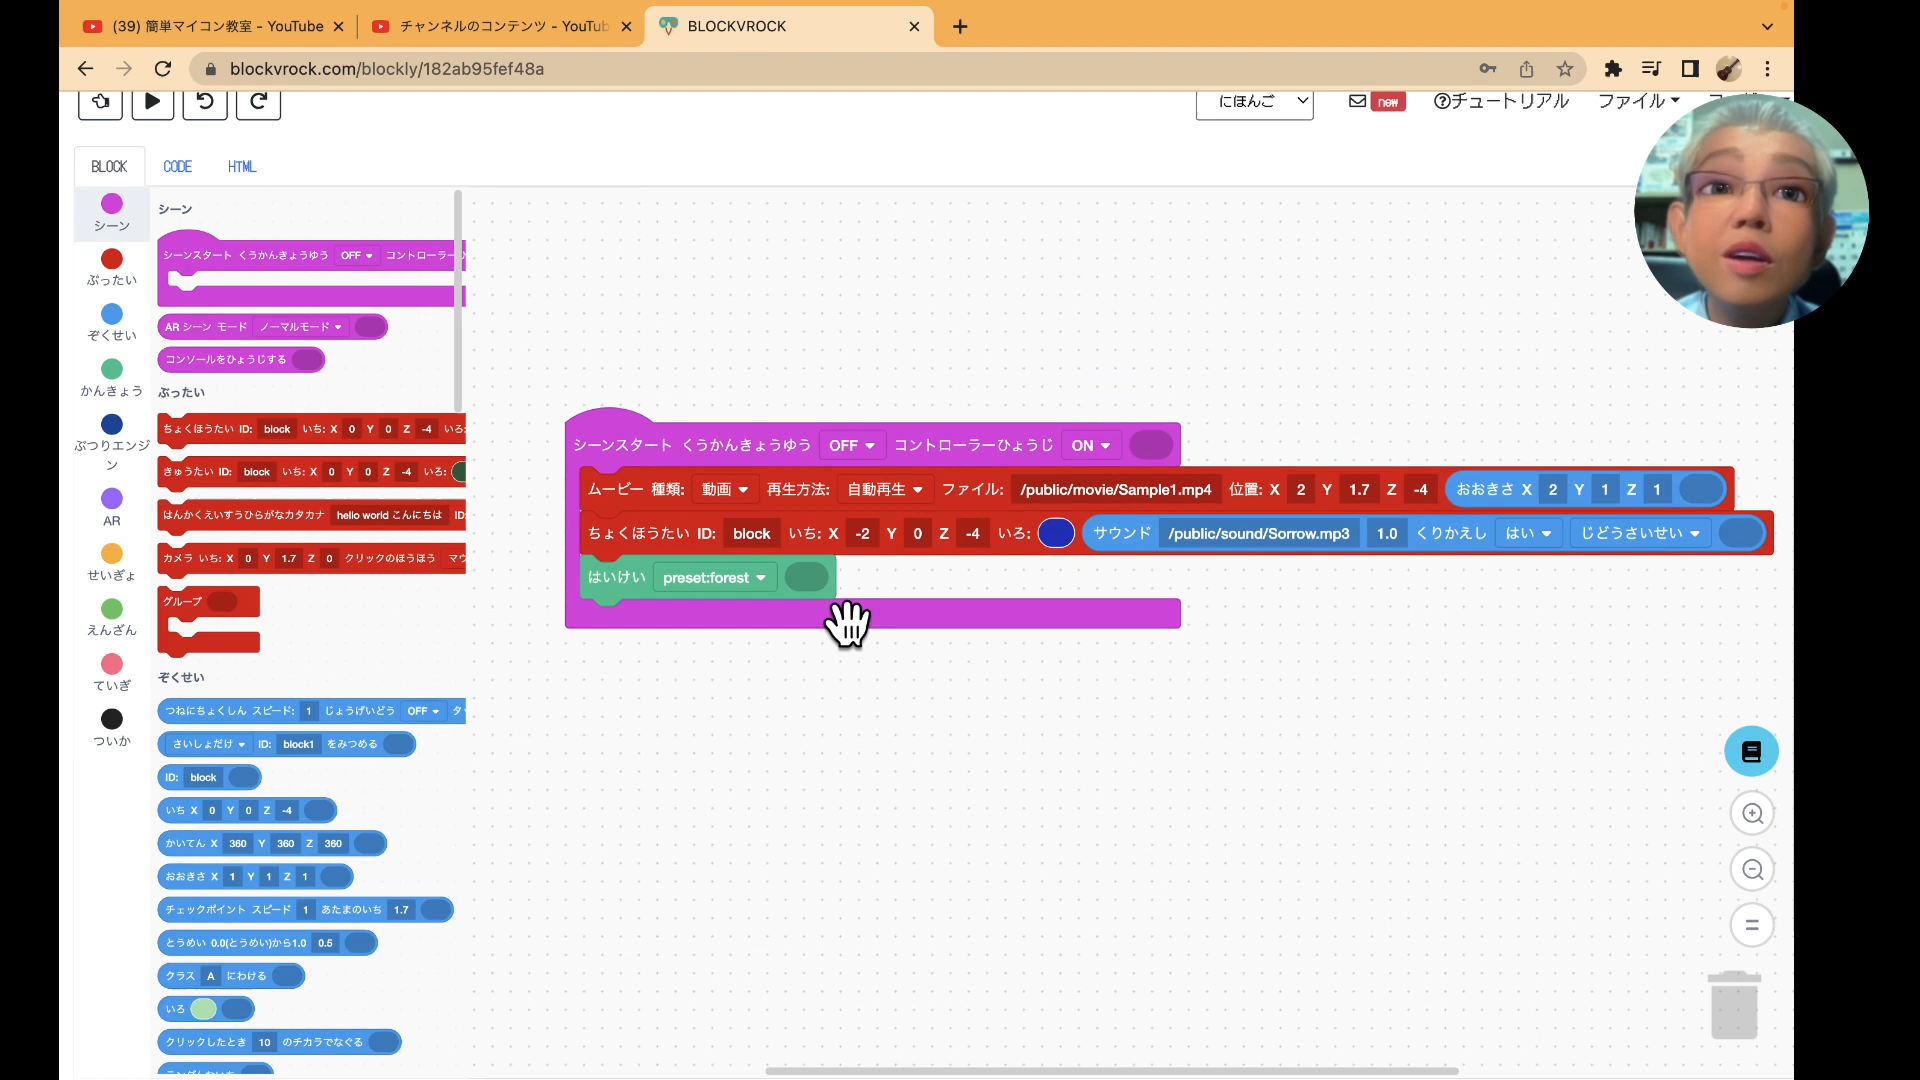 (39) 簡単マイコン教室 - YouTube
チャンネルのコンテンツ - YouTub
BLOCKVROCK
blockvrock.com/blockly/182ab95fef48a
にほんご
new
チュートリアル
ファイル
BLOCK CODE HTML
シーン
ぶったい
ぞくせい
かんきょう
ぶつりエンジン
AR
せいぎょ
えんざん
ていぎ
ついか
シーン
シーンスタート くうかんきょうゆう OFF コントローラー
AR シーン モード ノーマルモード
コンソールをひょうじする
ぶったい
ちょくほうたい ID: block いち: X 0 Y 0 Z -4 いろ:
きゅうたい ID: block いち: X 0 Y 0 Z -4 いろ:
はんかくえいすうひらがなカタカナ hello world こんにちは ID
カメラ いち: X 0 Y 1.7 Z 0 クリックのほうほう マウ
グループ
ぞくせい
つねにちょくしん スピード: 1 じょうげいどう OFF タ
さいしょだけ ID: block1 をみつめる
ID: block
いち X 0 Y 0 Z -4
かいてん X 360 Y 360 Z 360
おおきさ X 1 Y 1 Z 1
チェックポイント スピード 1 あたまのいち 1.7
とうめい 0.0(とうめい)から1.0 0.5
クラス A にわける
いろ
クリックしたとき 10 のチカラでなぐる
シーンスタート くうかんきょうゆう OFF コントローラーひょうじ ON
ムービー 種類: 動画 再生方法: 自動再生 ファイル: /public/movie/Sample1.mp4 位置: X 2 Y 1.7 Z -4 おおきさ X 2 Y 1 Z 1
ちょくほうたい ID: block いち: X -2 Y 0 Z -4 いろ: サウンド /public/sound/Sorrow.mp3 1.0 くりかえし はい じどうさいせい
はいけい preset:forest